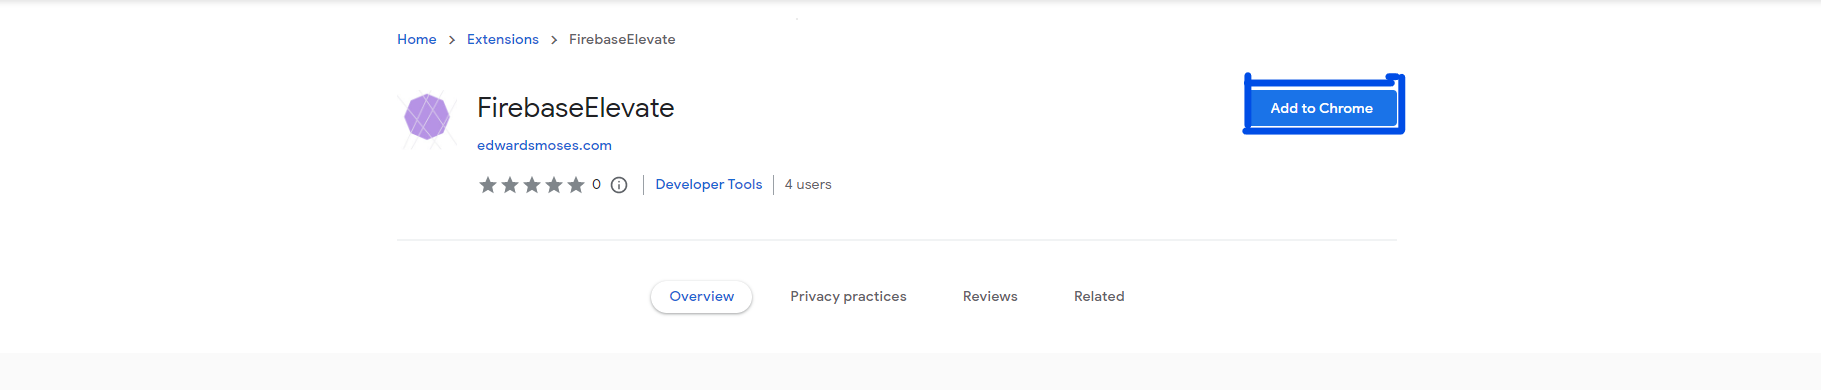 Home > Extensions > FirebaseElevate
FirebaseElevate
Add to Chrome
edwardsmoses.com
0 | Developer Tools | 4 users
Overview Privacy practices Reviews Related